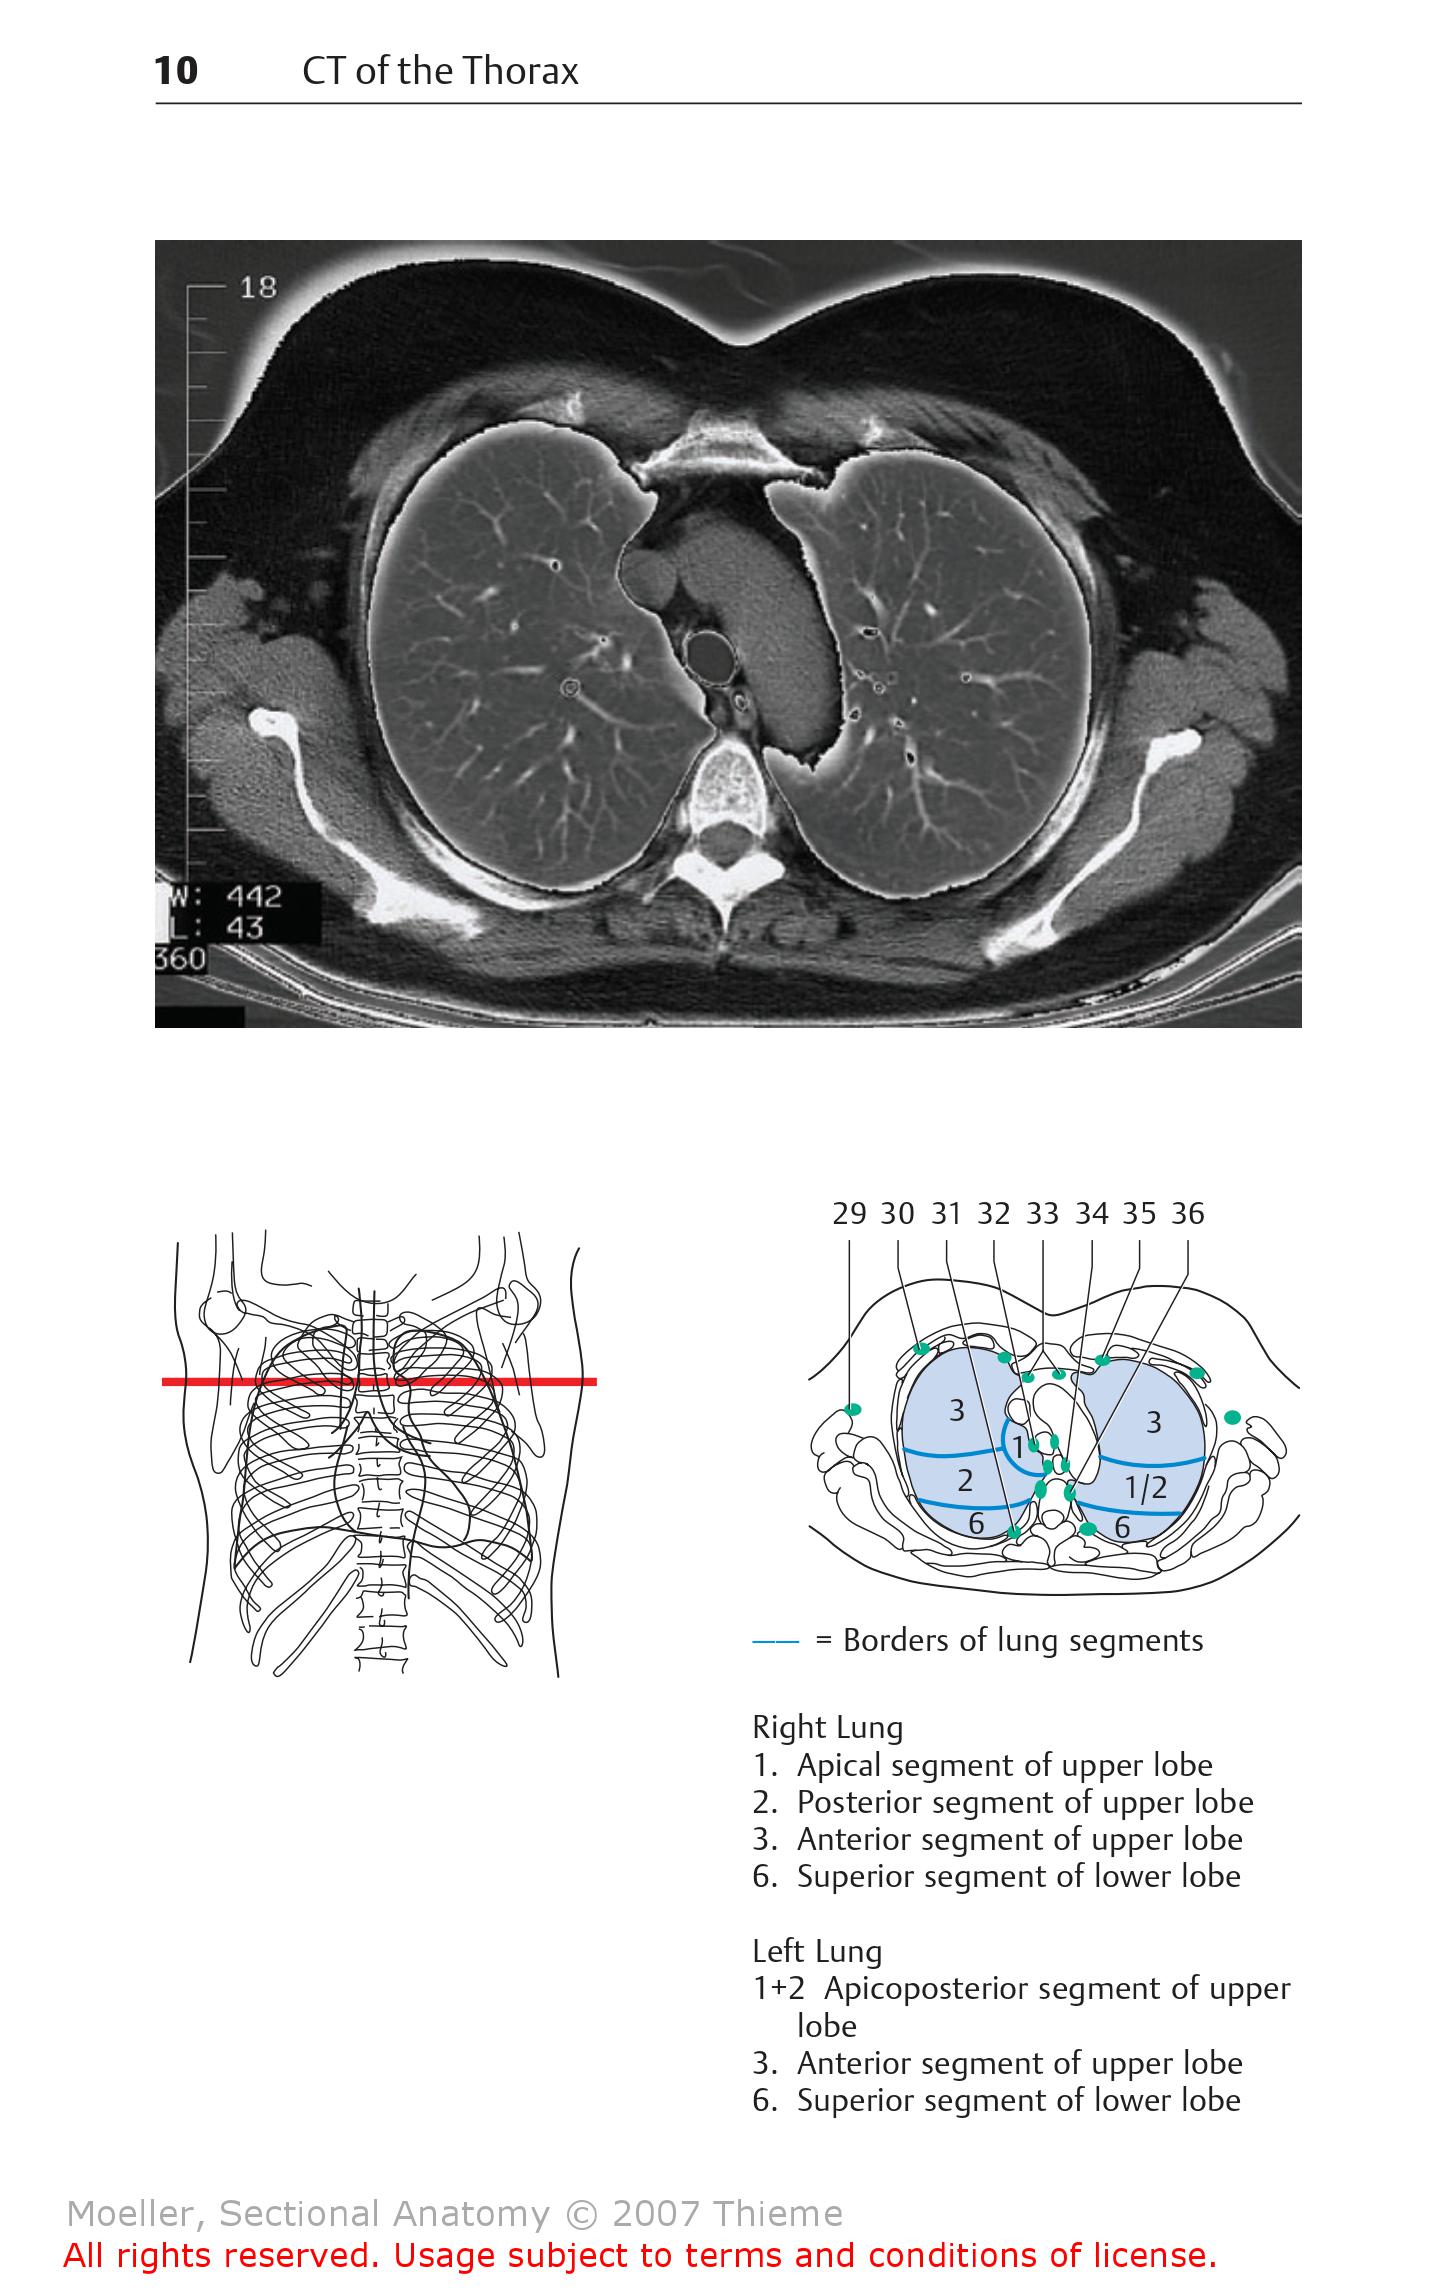 10 CT of the Thorax
18
W: 442
L: 43
360
29 30 31 32 33 34 35 36
3
3
1
2
1/2
6
6
= Borders of lung segments
Right Lung
1. Apical segment of upper lobe
2. Posterior segment of upper lobe
3. Anterior segment of upper lobe
6. Superior segment of lower lobe
Left Lung
1+2 Apicoposterior segment of upper
lobe
3. Anterior segment of upper lobe
6. Superior segment of lower lobe
Moeller, Sectional Anatomy © 2007 Thieme
All rights reserved. Usage subject to terms and conditions of license.